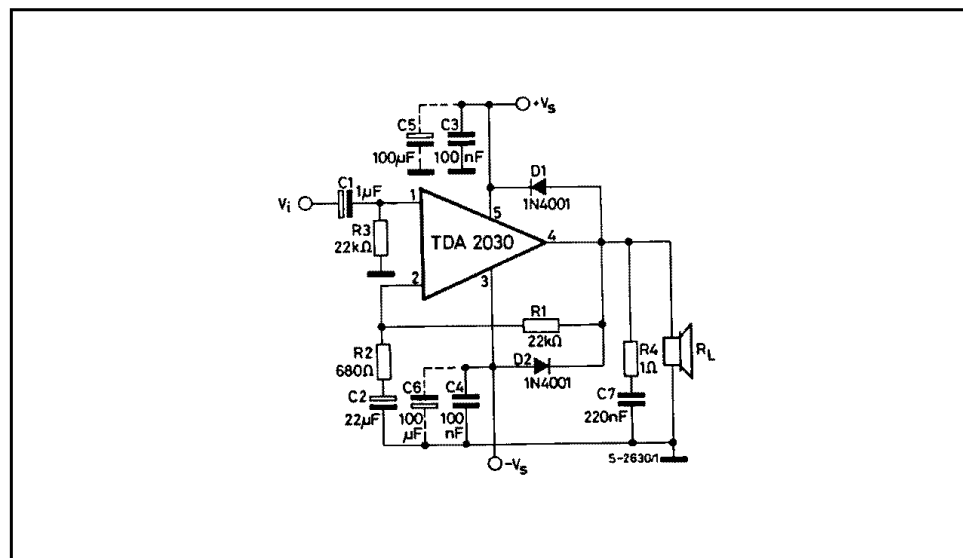 +Vs
C5
100µF
C3
100 nF
D1
1N4001
Vi
C1
1µF
1
5
R3
22kΩ
TDA 2030
4
2
3
R1
22kΩ
R2
680Ω
D2
1N4001
R4
1Ω
RL
C2
22µF
C6
100
µF
C4
100
nF
C7
220nF
S-2630/1
-Vs